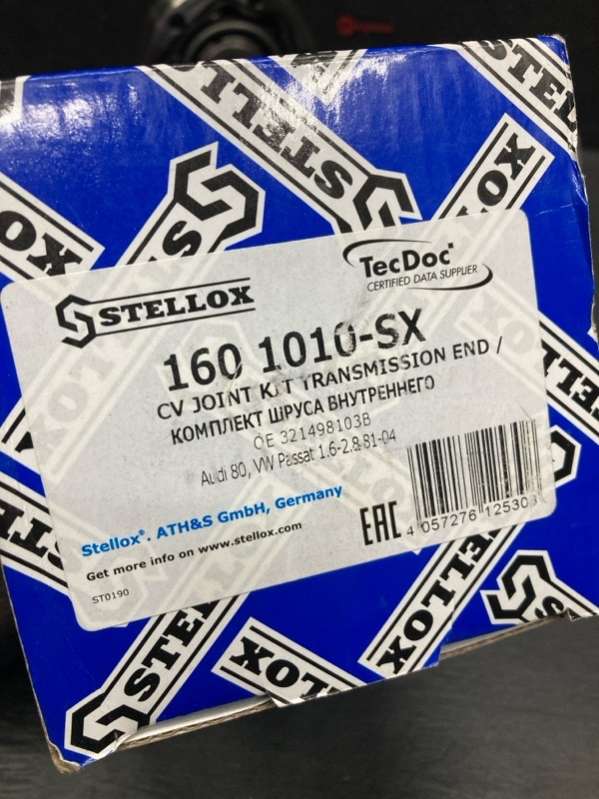 STELLOX
STELLOX
TecDoc
CERTIFIED DATA SUPPLIER
160 1010-SX
CV JOINT KIT TRANSMISSION END /
КОМПЛЕКТ ШРУСА ВНУТРЕННЕГО
OE 321498103B
Audi 80, VW Passat 1.6-2.8 81-04
Stellox®. ATH&S GmbH, Germany
Get more info on www.stellox.com
ST0190
EAC
4 057276 12530